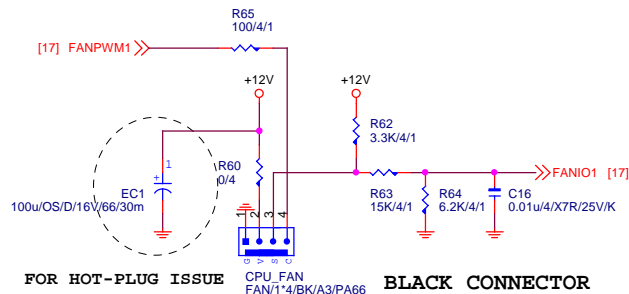 R65
100/4/1
[17] FANPWM1
+12V
+12V
R62
3.3K/4/1
1
+
R60
0/4
FANIO1 [17]
EC1
100u/OS/D/16V/66/30m
R63
15K/4/1
R64
6.2K/4/1
C16
0.01u/4/X7R/25V/K
1 2 3 4
G V S C
FOR HOT-PLUG ISSUE
CPU_FAN
FAN/1*4/BK/A3/PA66
BLACK CONNECTOR